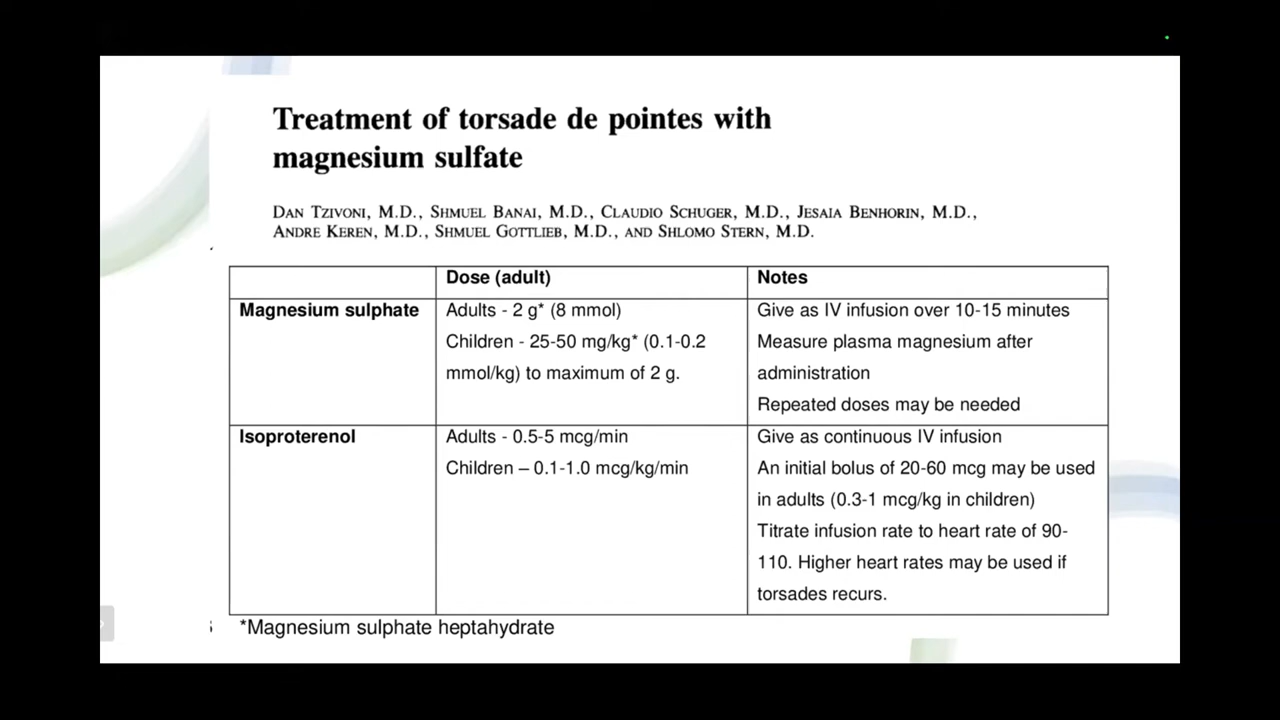 Treatment of torsade de pointes with
magnesium sulfate
DAN TZIVONI, M.D., SHMUEL BANAI, M.D., CLAUDIO SCHUGER, M.D., JESAIA BENHORIN, M.D.,
ANDRE KEREN, M.D., SHMUEL GOTTLIEB, M.D., AND SHLOMO STERN, M.D.
Dose (adult)
Notes
Magnesium sulphate
Adults - 2 g* (8 mmol)
Children - 25-50 mg/kg* (0.1-0.2
mmol/kg) to maximum of 2 g.
Give as IV infusion over 10-15 minutes
Measure plasma magnesium after
administration
Repeated doses may be needed
Isoproterenol
Adults - 0.5-5 mcg/min
Children – 0.1-1.0 mcg/kg/min
Give as continuous IV infusion
An initial bolus of 20-60 mcg may be used
in adults (0.3-1 mcg/kg in children)
Titrate infusion rate to heart rate of 90-
110. Higher heart rates may be used if
torsades recurs.
*Magnesium sulphate heptahydrate